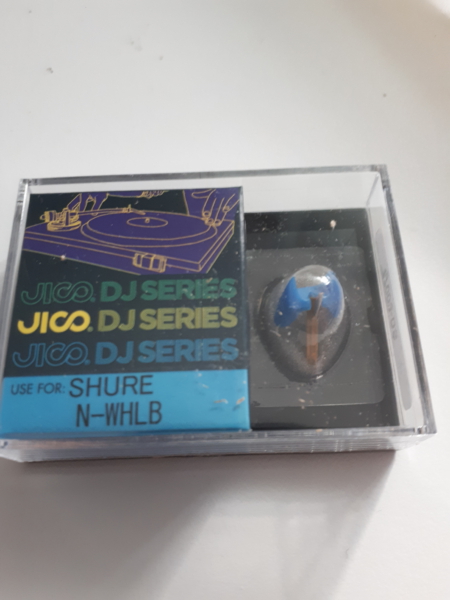 JICO. DJ SERIES
JICO. DJ SERIES
JICO. DJ SERIES
USE FOR: SHURE
N-WHLB